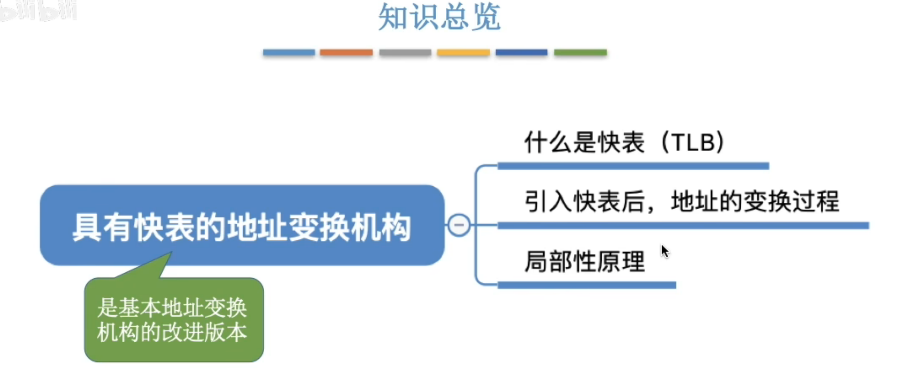 知识总览
什么是快表（TLB）
引入快表后，地址的变换过程
具有快表的地址变换机构
局部性原理
是基本地址变换
机构的改进版本